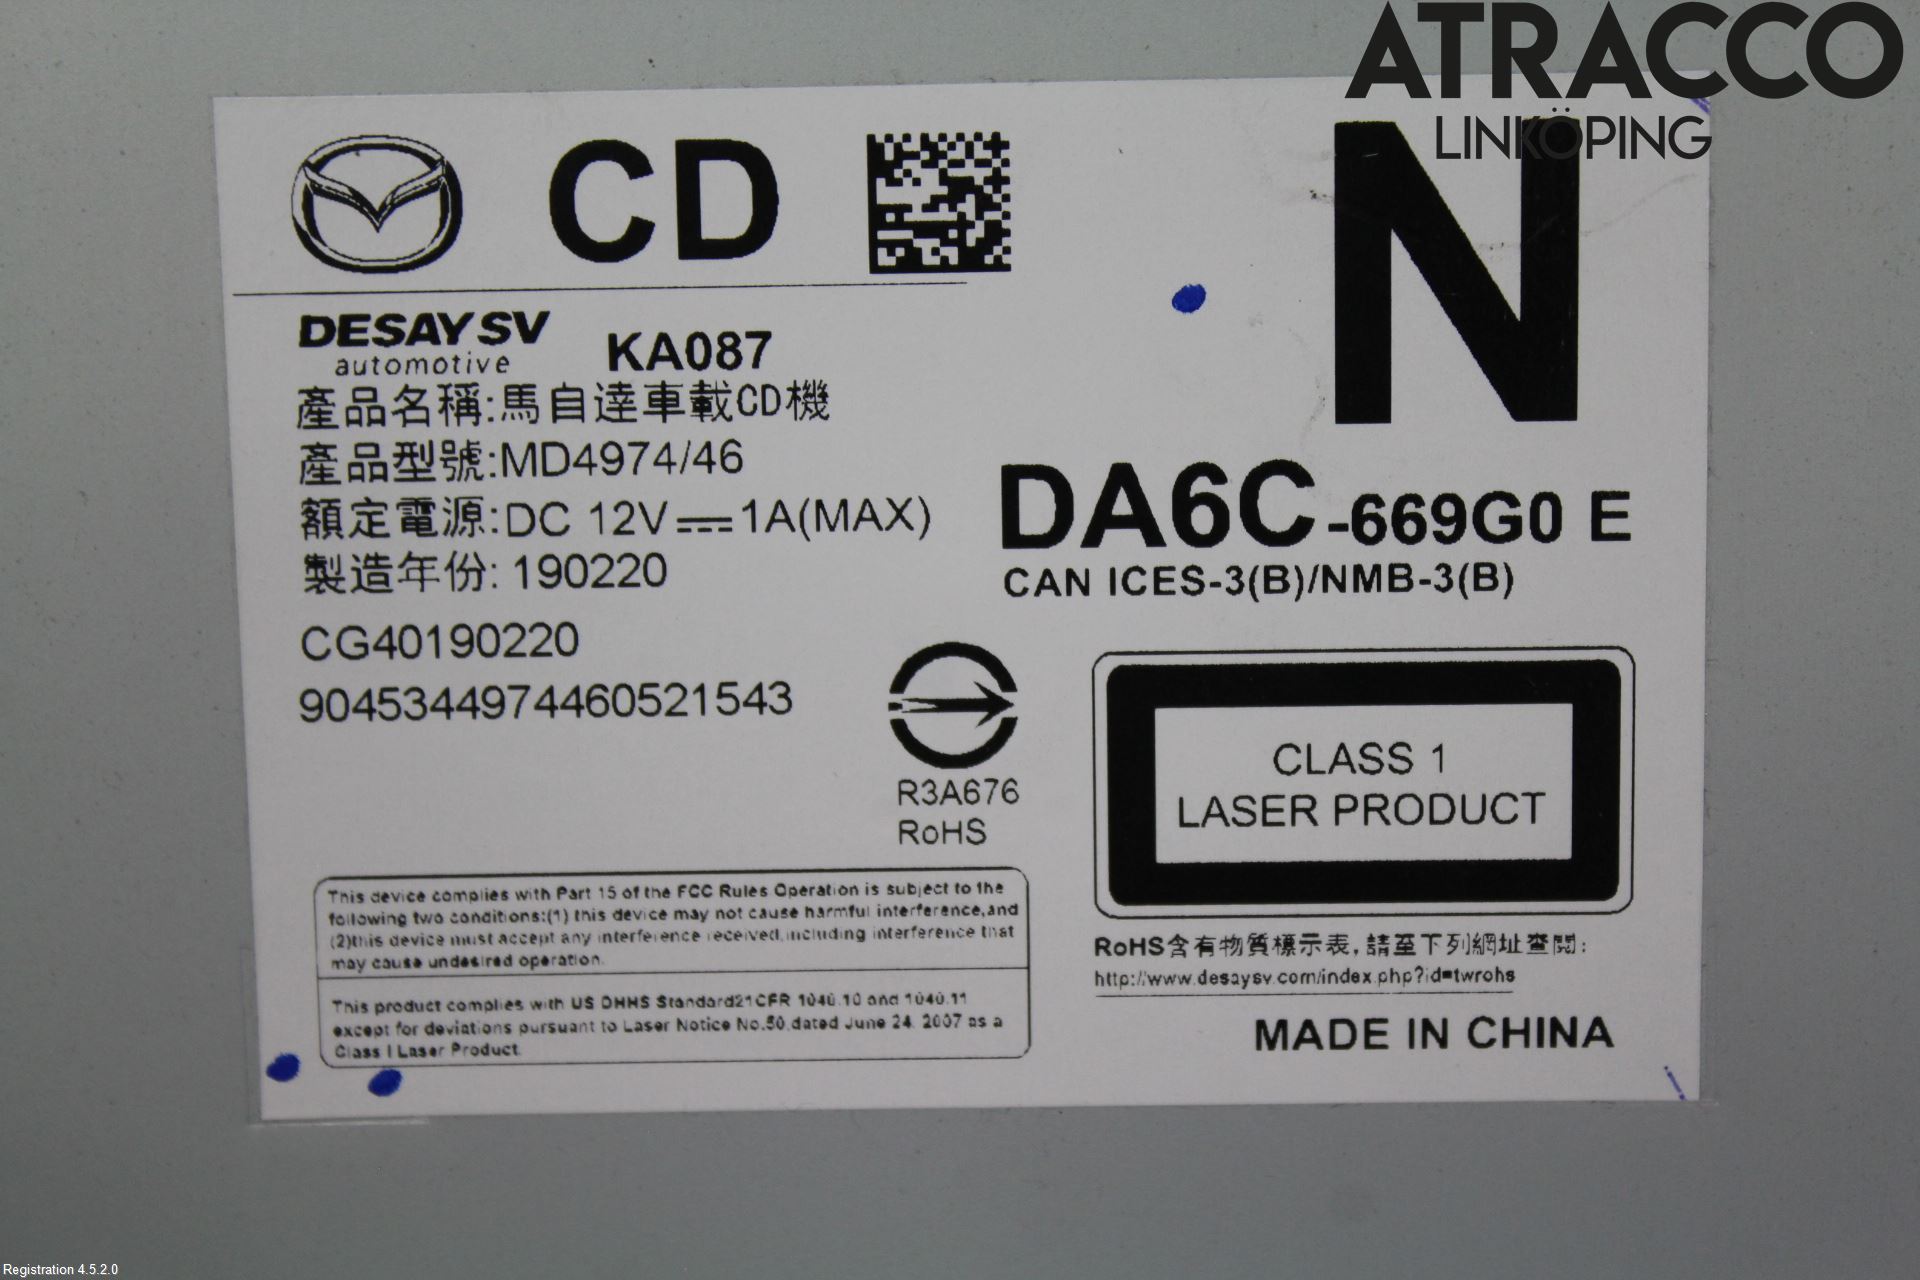 ATRACCO
LINKÖPING
CD
N
DESAY SV
automotive
KA087
產品名稱:馬自達車載CD機
產品型號:MD4974/46
額定電源:DC 12V⎓1A(MAX)
製造年份: 190220
CG40190220
9045344974460521543
DA6C-669G0 E
CAN ICES-3(B)/NMB-3(B)
R3A676
RoHS
CLASS 1
LASER PRODUCT
This device complies with Part 15 of the FCC Rules Operation is subject to the
following two conditions:(1) this device may not cause harmful interference,and
(2)this device must accept any interference received,including interference that
may cause undesired operation.
This product complies with US DHHS Standard21CFR 1040.10 and 1040.11
except for deviations pursuant to Laser Notice No.50,dated June 24, 2007 as a
Class I Laser Product.
RoHS含有物質標示表,請至下列網址查閱:
http://www.desaysv.com/index.php?id=twrohs
MADE IN CHINA
Registration 4.5.2.0